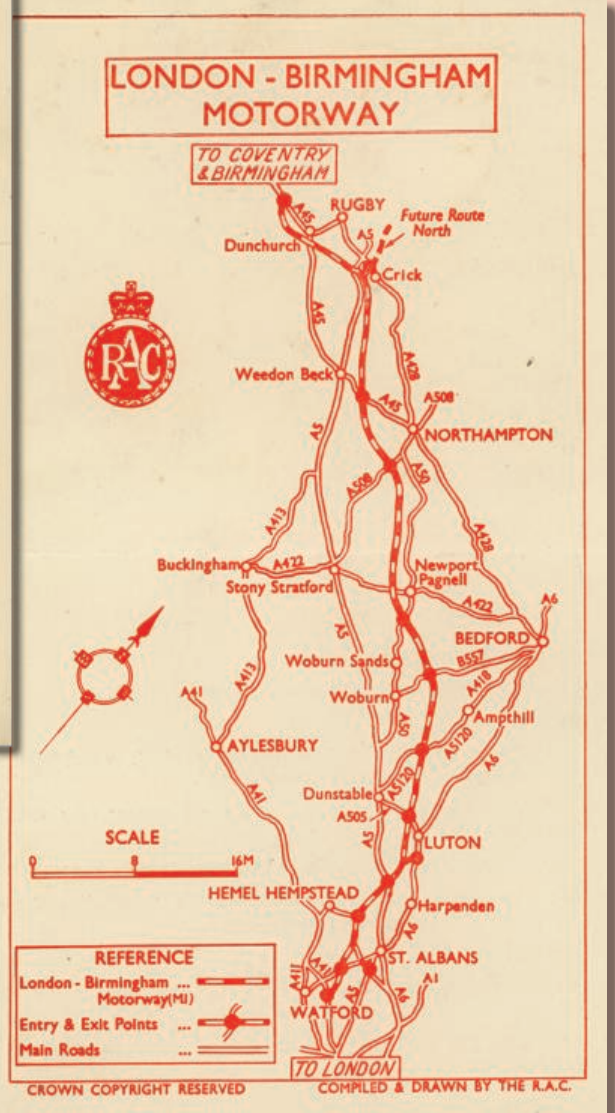 LONDON - BIRMINGHAM
MOTORWAY
TO COVENTRY
& BIRMINGHAM
A45
RUGBY
Future Route
North
A5
Dunchurch
Crick
RAC
A45
A428
Weedon Beck
A45
A508
NORTHAMPTON
A5
A50
A508
A413
A428
Buckingham
A422
Stony Stratford
Newport
Pagnell
A422
A6
BEDFORD
A5
Woburn Sands
B557
A413
A41
Woburn
A418
Ampthill
A50
AYLESBURY
A5120
A6
Dunstable
A5120
A41
A505
SCALE
A5
LUTON
0 8 16M
HEMEL HEMPSTEAD
Harpenden
A6
REFERENCE
ST. ALBANS
London - Birmingham ...
Motorway (M1)
A411
A41
A5
A6
A1
Entry & Exit Points ...
WATFORD
Main Roads ...
TO LONDON
CROWN COPYRIGHT RESERVED
COMPILED & DRAWN BY THE R.A.C.